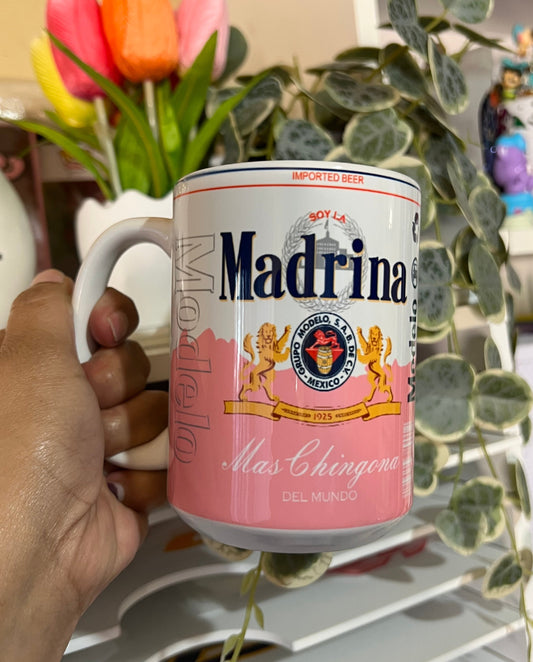 IMPORTED BEER
SOY LA
Madrina
Modelo
Modelo
GRUPO MODELO, S.A.B. DE C.V.
• MEXICO •
1925
Mas Chingona
DEL MUNDO